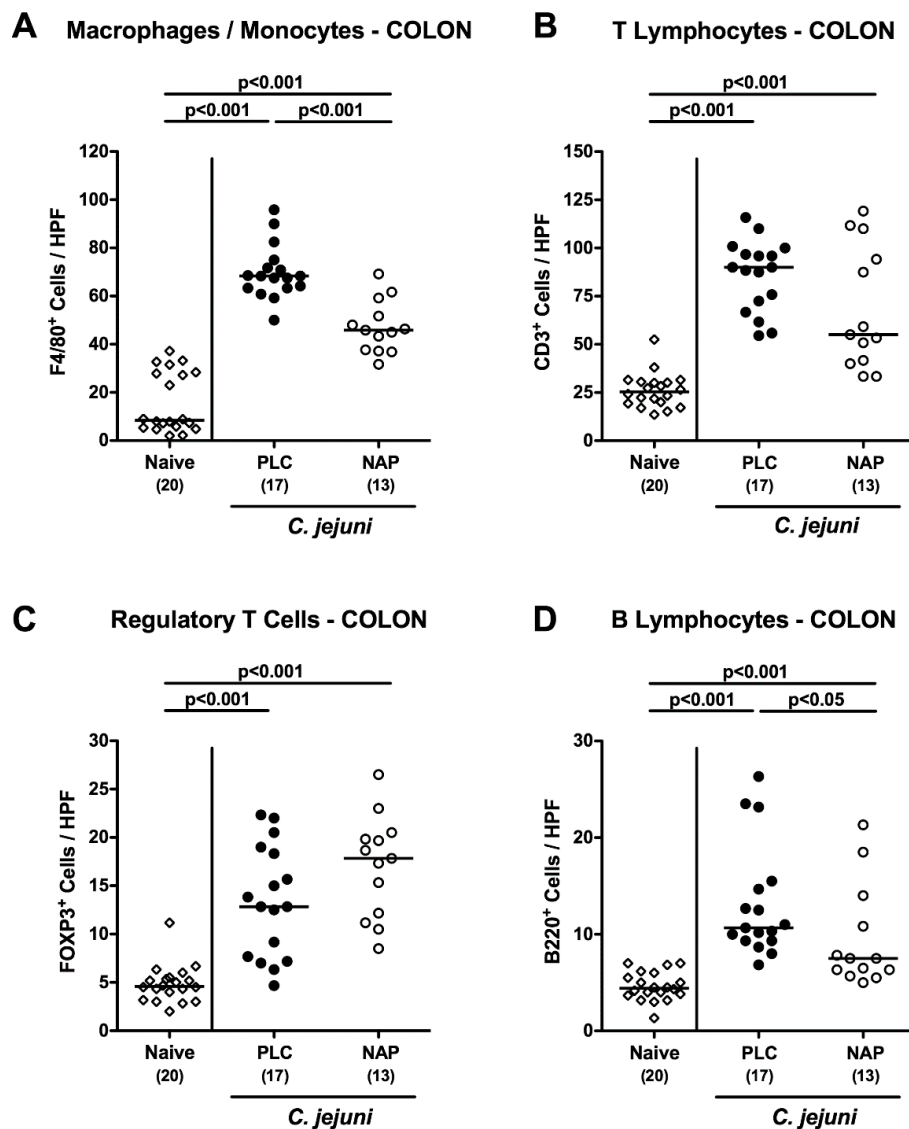 A Macrophages / Monocytes - COLON
p<0.001
p<0.001 p<0.001
F4/80+ Cells / HPF
120
100
80
60
40
20
0
Naive PLC NAP
(20) (17) (13)
C. jejuni
B T Lymphocytes - COLON
p<0.001
p<0.001
CD3+ Cells / HPF
150
125
100
75
50
25
0
Naive PLC NAP
(20) (17) (13)
C. jejuni
C Regulatory T Cells - COLON
p<0.001
p<0.001
FOXP3+ Cells / HPF
30
25
20
15
10
5
0
Naive PLC NAP
(20) (17) (13)
C. jejuni
D B Lymphocytes - COLON
p<0.001
p<0.001 p<0.05
B220+ Cells / HPF
30
20
10
0
Naive PLC NAP
(20) (17) (13)
C. jejuni